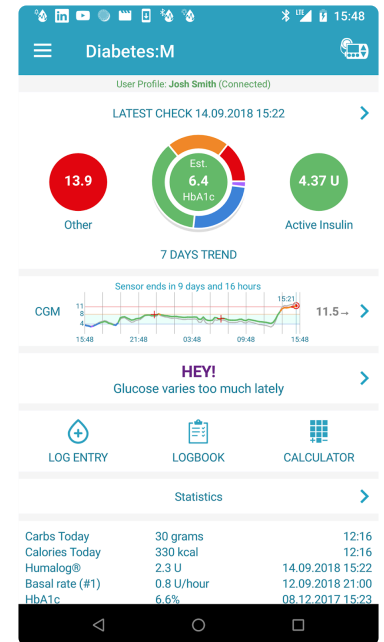 15:48
Diabetes:M
User Profile: Josh Smith (Connected)
LATEST CHECK 14.09.2018 15:22
13.9
Other
Est.
6.4
HbA1c
4.37 U
Active Insulin
7 DAYS TREND
Sensor ends in 9 days and 16 hours
CGM
11
8
4
15:21
11.5→
15:48 21:48 03:48 09:48 15:48
HEY!
Glucose varies too much lately
LOG ENTRY LOGBOOK CALCULATOR
Statistics
Carbs Today 30 grams 12:16
Calories Today 330 kcal 12:16
Humalog® 2.3 U 14.09.2018 15:22
Basal rate (#1) 0.8 U/hour 12.09.2018 21:00
HbA1c 6.6% 08.12.2017 15:23